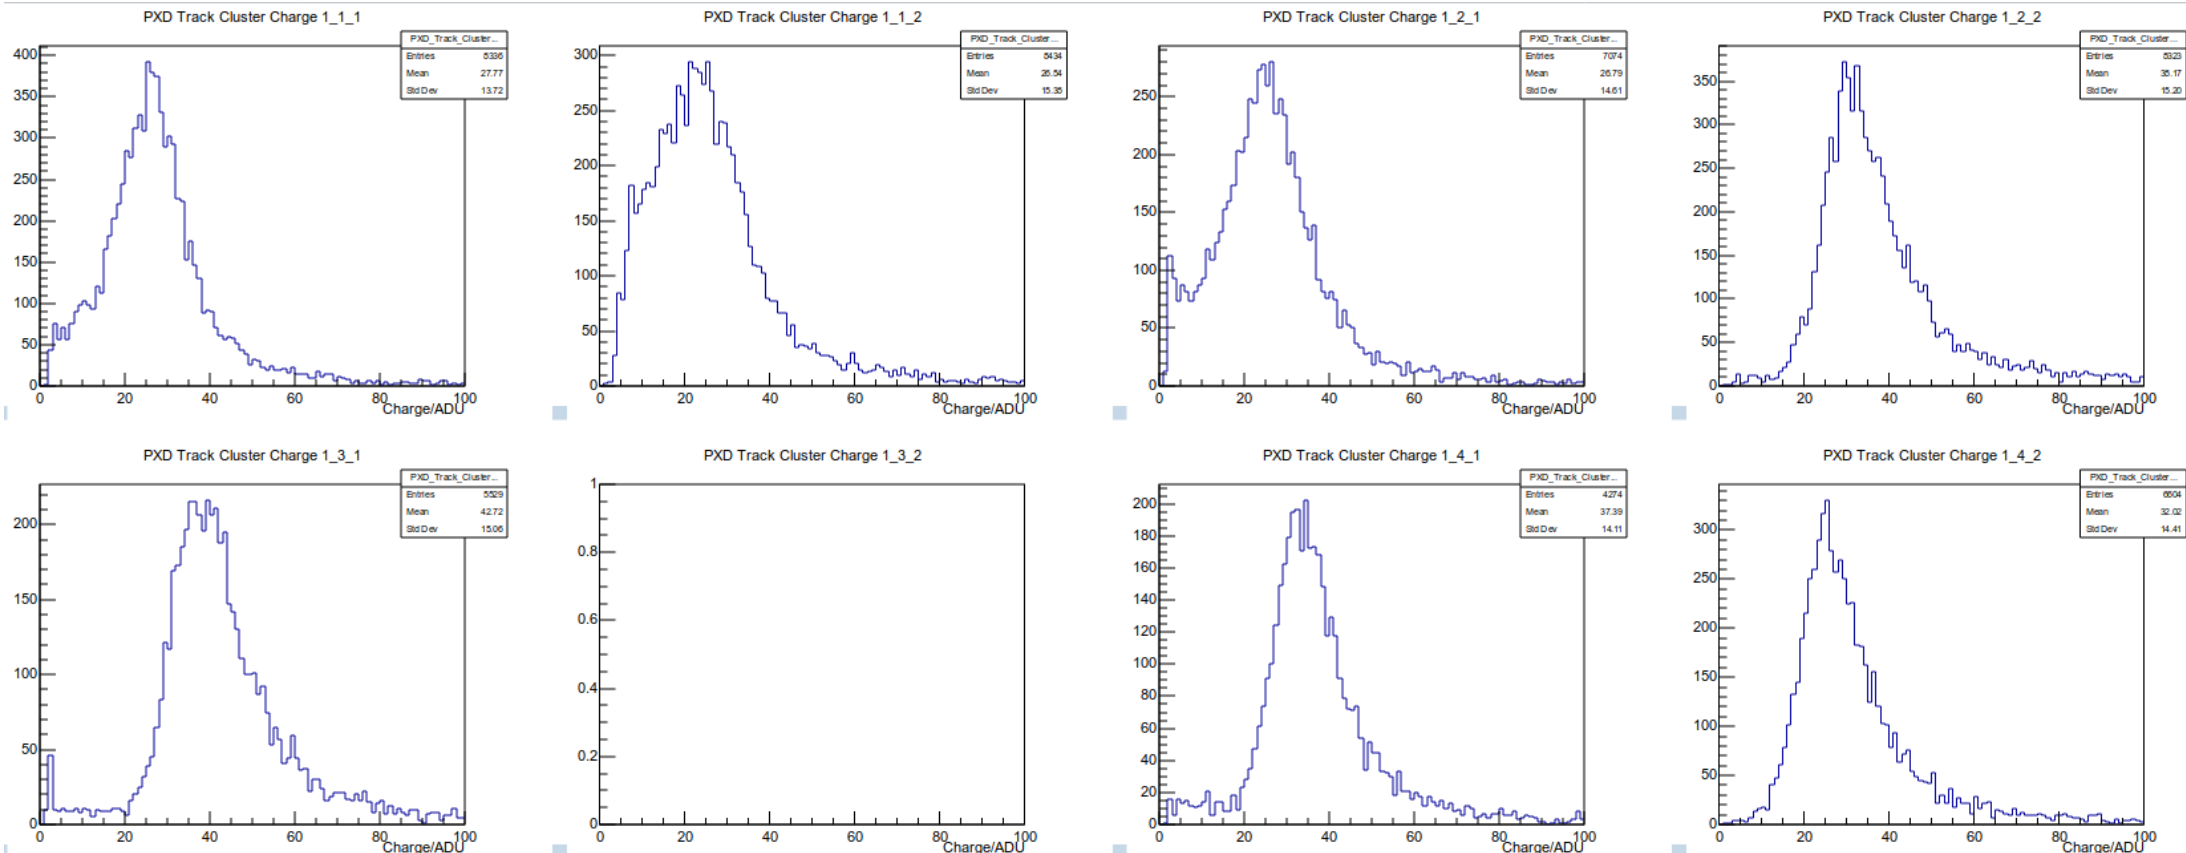 PXD Track Cluster Charge 1_1_1
PXD_Track_Cluster...
Entries 5336
Mean 27.77
Std Dev 13.72
400
350
300
250
200
150
100
50
0
0 20 40 60 80 100
Charge/ADU
PXD Track Cluster Charge 1_1_2
PXD_Track_Cluster...
Entries 8434
Mean 26.54
Std Dev 15.36
300
250
200
150
100
50
0
0 20 40 60 80 100
Charge/ADU
PXD Track Cluster Charge 1_2_1
PXD_Track_Cluster...
Entries 7074
Mean 26.79
Std Dev 14.61
250
200
150
100
50
0
0 20 40 60 80 100
Charge/ADU
PXD Track Cluster Charge 1_2_2
PXD_Track_Cluster...
Entries
Mean 36.17
Std Dev 15.20
350
300
250
200
150
100
50
0
0 20 40 60 80 100
Charge/ADU
PXD Track Cluster Charge 1_3_1
PXD_Track_Cluster...
Entries 5529
Mean 42.72
Std Dev 15.06
200
150
100
50
0
0 20 40 60 80 100
Charge/ADU
PXD Track Cluster Charge 1_3_2
1
0.8
0.6
0.4
0.2
0
0 20 40 60 80 100
Charge/ADU
PXD Track Cluster Charge 1_4_1
PXD_Track_Cluster...
Entries 4274
Mean 37.39
Std Dev 14.11
200
180
160
140
120
100
80
60
40
20
0
0 20 40 60 80 100
Charge/ADU
PXD Track Cluster Charge 1_4_2
PXD_Track_Cluster...
Entries 6604
Mean 32.02
Std Dev 14.41
300
250
200
150
100
50
0
0 20 40 60 80 100
Charge/ADU